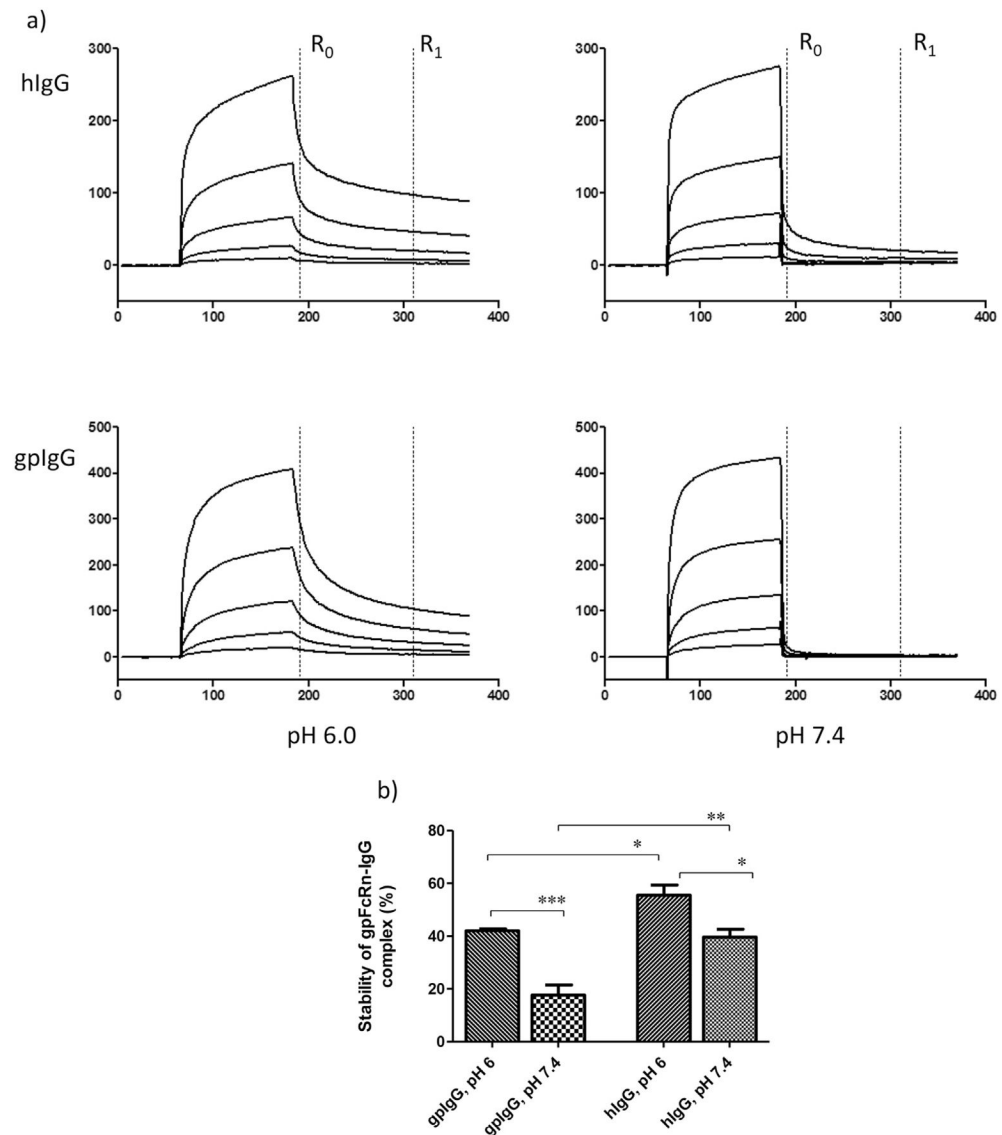 a)
hIgG
R0 R1
300
200
100
0
0 100 200 300 400
R0 R1
300
200
100
0
0 100 200 300 400
gpIgG
500
400
300
200
100
0
0 100 200 300 400
500
400
300
200
100
0
0 100 200 300 400
pH 6.0
pH 7.4
b)
Stability of gpFcRn-IgG
complex (%)
80
60
40
20
0
**
*
*
***
gpIgG, pH 6
gpIgG, pH 7.4
hIgG, pH 6
hIgG, pH 7.4